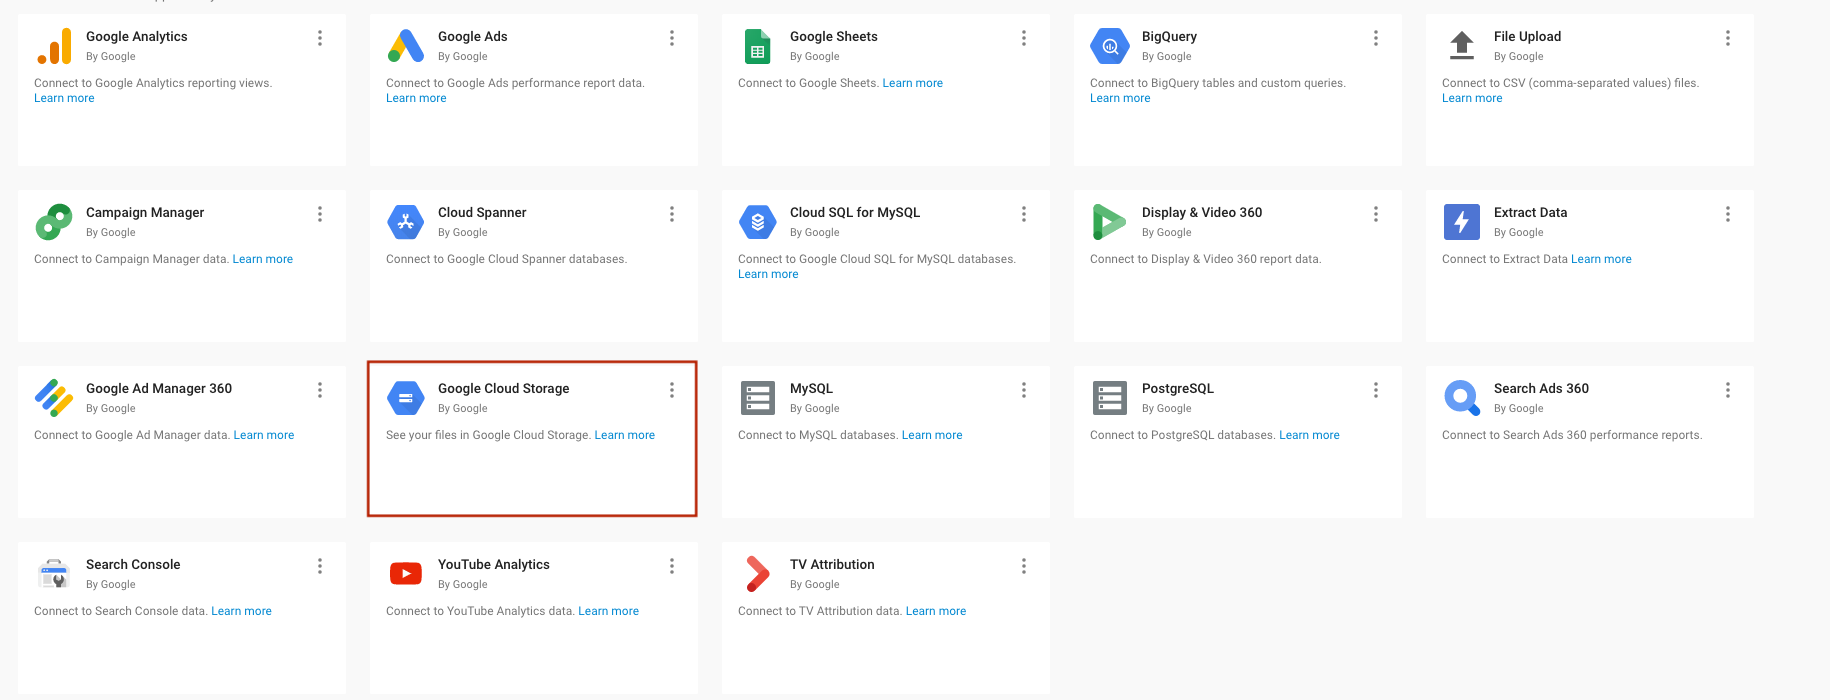 Google Analytics
By Google
Connect to Google Analytics reporting views.
Learn more
Google Ads
By Google
Connect to Google Ads performance report data.
Learn more
Google Sheets
By Google
Connect to Google Sheets. Learn more
BigQuery
By Google
Connect to BigQuery tables and custom queries.
Learn more
File Upload
By Google
Connect to CSV (comma-separated values) files.
Learn more
Campaign Manager
By Google
Connect to Campaign Manager data. Learn more
Cloud Spanner
By Google
Connect to Google Cloud Spanner databases.
Cloud SQL for MySQL
By Google
Connect to Google Cloud SQL for MySQL databases.
Learn more
Display & Video 360
By Google
Connect to Display & Video 360 report data.
Extract Data
By Google
Connect to Extract Data Learn more
Google Ad Manager 360
By Google
Connect to Google Ad Manager data. Learn more
Google Cloud Storage
By Google
See your files in Google Cloud Storage. Learn more
MySQL
By Google
Connect to MySQL databases. Learn more
PostgreSQL
By Google
Connect to PostgreSQL databases. Learn more
Search Ads 360
By Google
Connect to Search Ads 360 performance reports.
Search Console
By Google
Connect to Search Console data. Learn more
YouTube Analytics
By Google
Connect to YouTube Analytics data. Learn more
TV Attribution
By Google
Connect to TV Attribution data. Learn more